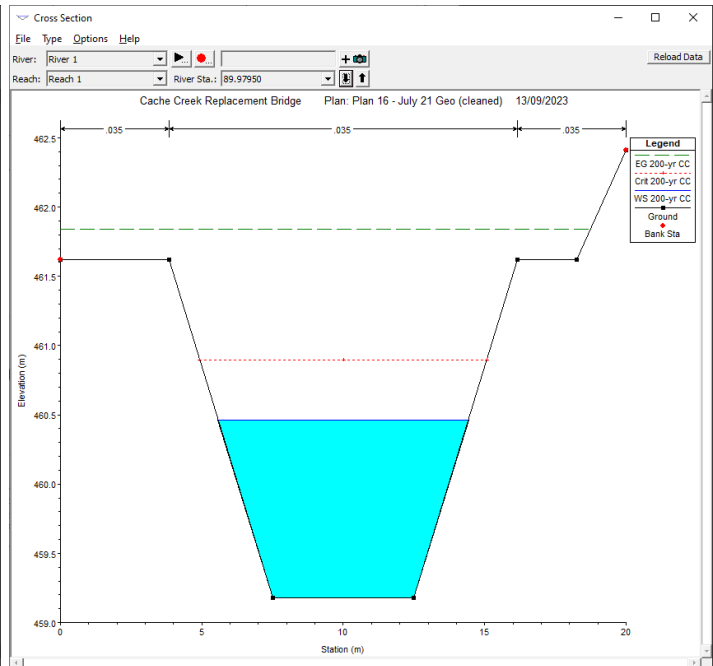 Cross Section
File Type Options Help
River: River 1
Reload Data
Reach: Reach 1 River Sta.: 89.97950
Cache Creek Replacement Bridge Plan: Plan 16 - July 21 Geo (cleaned) 13/09/2023
.035 .035 .035
462.5
462.0
461.5
461.0
460.5
460.0
459.5
459.0
Elevation (m)
0 5 10 15 20
Station (m)
Legend
EG 200-yr CC
Crit 200-yr CC
WS 200-yr CC
Ground
Bank Sta